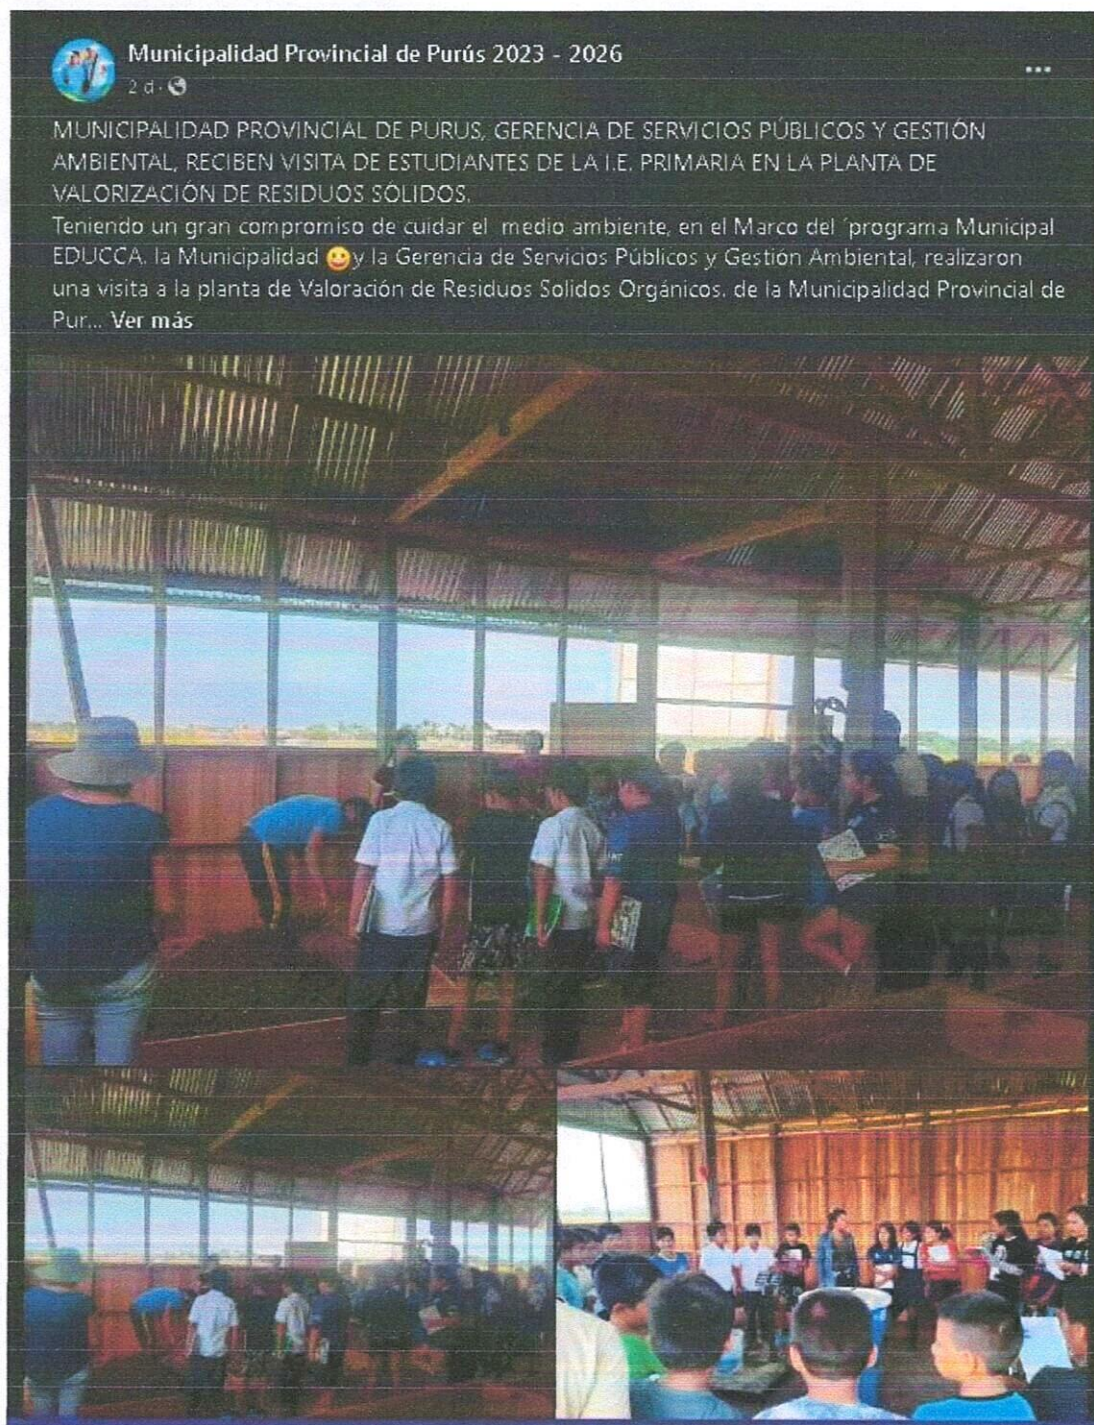 Municipalidad Provincial de Purús 2023 - 2026
2 d ·
MUNICIPALIDAD PROVINCIAL DE PURUS, GERENCIA DE SERVICIOS PÚBLICOS Y GESTIÓN
AMBIENTAL, RECIBEN VISITA DE ESTUDIANTES DE LA I.E. PRIMARIA EN LA PLANTA DE
VALORIZACIÓN DE RESIDUOS SÓLIDOS.
Teniendo un gran compromiso de cuidar el medio ambiente, en el Marco del ´programa Municipal
EDUCCA. la Municipalidad 😀y la Gerencia de Servicios Públicos y Gestión Ambiental, realizaron
una visita a la planta de Valoración de Residuos Solidos Orgánicos. de la Municipalidad Provincial de
Pur... Ver más